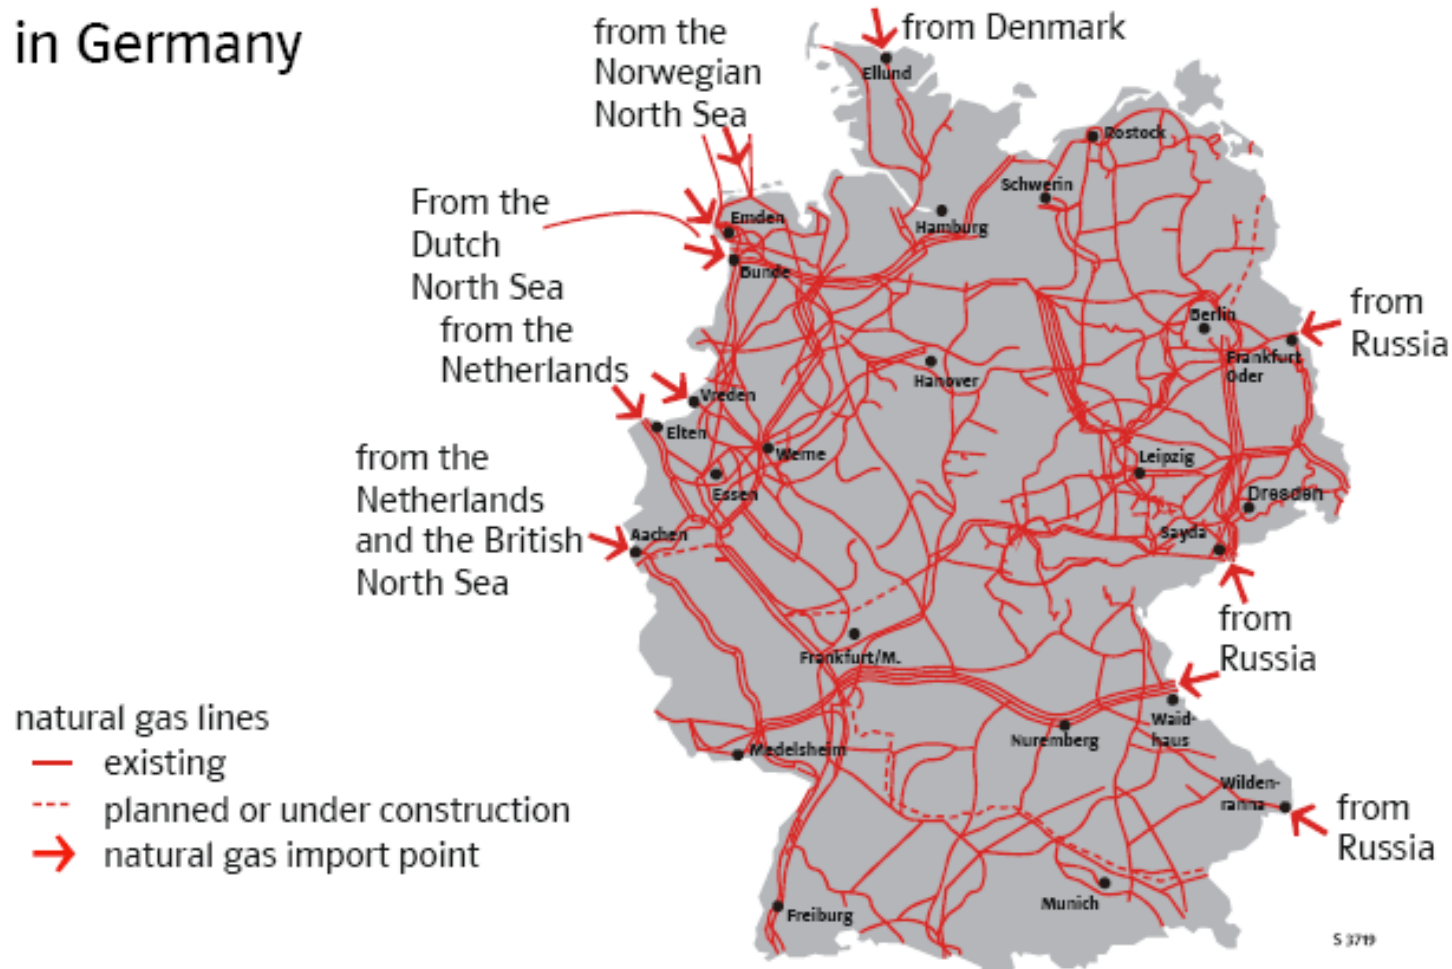 in Germany
from the
Norwegian
North Sea
from Denmark
Ellund
Rostock
Schwerin
From the
Dutch
North Sea
Emden
Hamburg
Bunde
from the
Netherlands
from
Russia
Berlin
Frankfurt
Oder
Hanover
Vreden
Elten
Werne
Essen
Leipzig
Dresden
from the
Netherlands
and the British
North Sea
Aachen
Sayda
from
Russia
Frankfurt/M.
Waid-
haus
Nuremberg
Medelsheim
natural gas lines
existing
planned or under construction
natural gas import point
Wilden-
ranna
from
Russia
Munich
Freiburg
S 3719